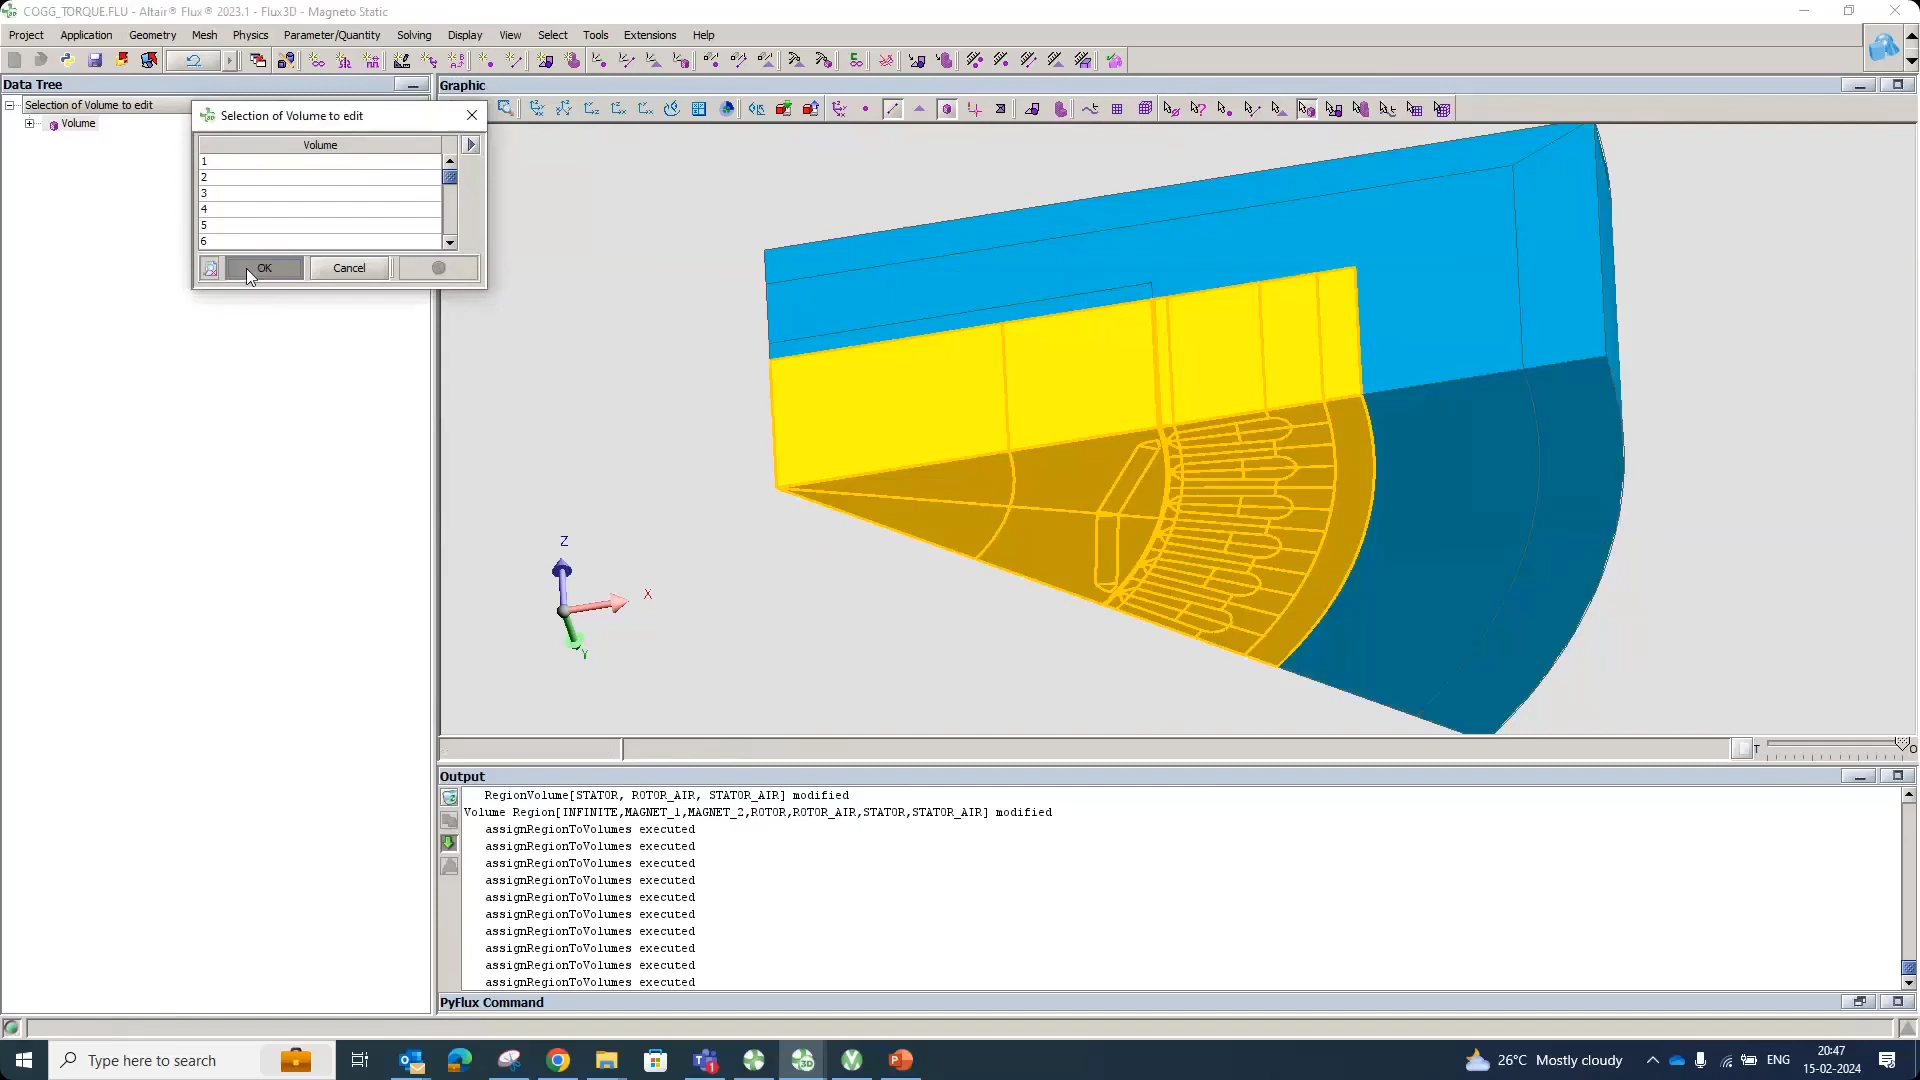 COGG_TORQUE.FLU - Altair® Flux® 2023.1 - Flux3D - Magneto Static
Project Application Geometry Mesh Physics Parameter/Quantity Solving Display View Select Tools Extensions Help
Data Tree
Graphic
Selection of Volume to edit
Volume
Selection of Volume to edit
Volume
1
2
3
4
5
6
OK Cancel
Z
X
Y
T
O
Output
RegionVolume[STATOR, ROTOR_AIR, STATOR_AIR] modified
Volume Region[INFINITE,MAGNET_1,MAGNET_2,ROTOR,ROTOR_AIR,STATOR,STATOR_AIR] modified
assignRegionToVolumes executed
assignRegionToVolumes executed
assignRegionToVolumes executed
assignRegionToVolumes executed
assignRegionToVolumes executed
assignRegionToVolumes executed
assignRegionToVolumes executed
assignRegionToVolumes executed
assignRegionToVolumes executed
assignRegionToVolumes executed
PyFlux Command
Type here to search
26°C Mostly cloudy
ENG
20:47
15-02-2024